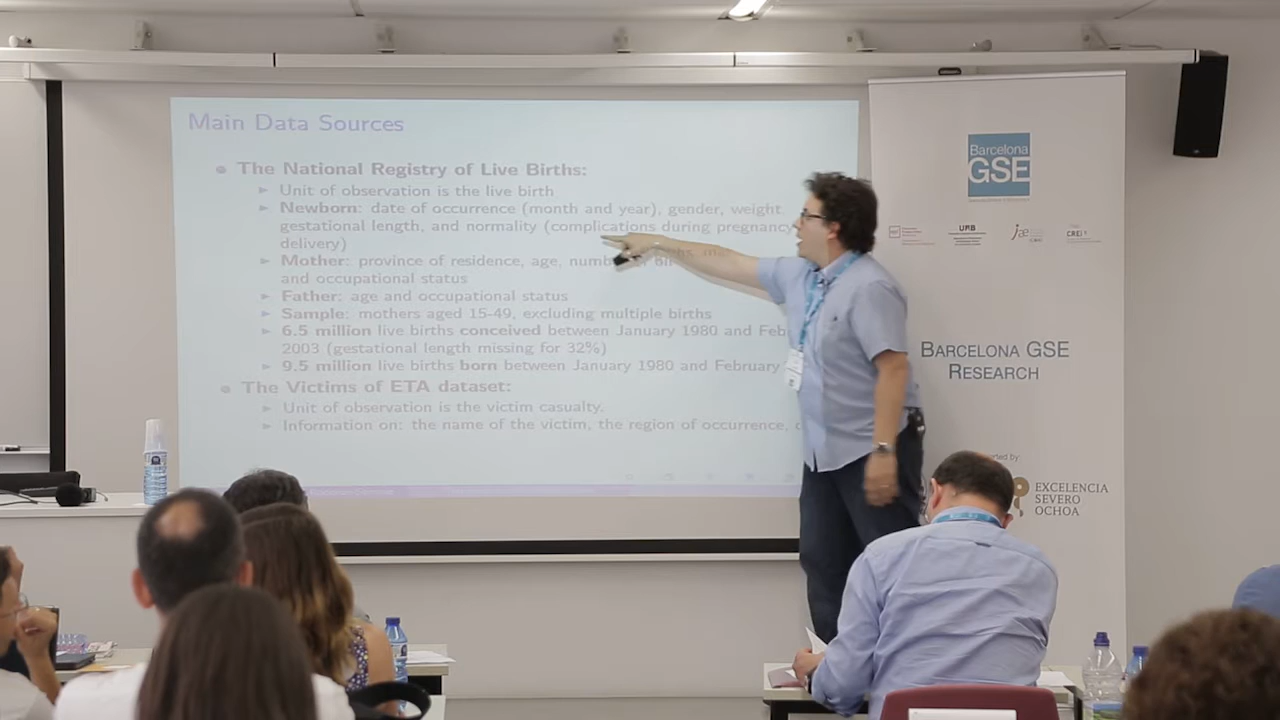 Main Data Sources
The National Registry of Live Births:
Unit of observation is the live birth
Newborn: date of occurrence (month and year), gender, weight
gestational length, and normality (complications during pregnancy
delivery)
Mother: province of residence, age,
and occupational status
Father: age and occupational status
Sample: mothers aged 15-49, excluding multiple births
6.5 million live births conceived between January 1980 and Feb
2003 (gestational length missing for 32%)
9.5 million live births born between January 1980 and February
The Victims of ETA dataset:
Unit of observation is the victim casualty.
Information on: the name of the victim, the region of occurrence,
Barcelona
GSE
UAB
CREi
BARCELONA GSE
RESEARCH
by:
EXCELENCIA
SEVERO
OCHOA